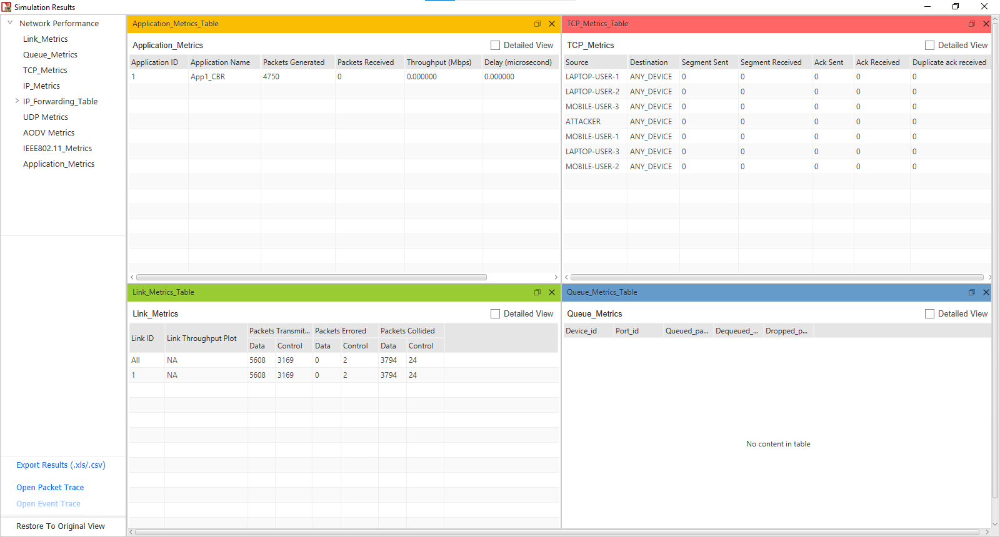 Simulation Results
Network Performance
Link_Metrics
Queue_Metrics
TCP_Metrics
IP_Metrics
IP_Forwarding_Table
UDP Metrics
AODV Metrics
IEEE802.11_Metrics
Application_Metrics
Export Results (.xls/.csv)
Open Packet Trace
Open Event Trace
Restore To Original View
Application_Metrics_Table
Application_Metrics Detailed View
Application ID Application Name Packets Generated Packets Received Throughput (Mbps) Delay (microsecond)
1 App1_CBR 4750 0 0.000000 0.000000
TCP_Metrics_Table
TCP_Metrics Detailed View
Source Destination Segment Sent Segment Received Ack Sent Ack Received Duplicate ack received
LAPTOP-USER-1 ANY_DEVICE 0 0 0 0 0
LAPTOP-USER-2 ANY_DEVICE 0 0 0 0 0
MOBILE-USER-3 ANY_DEVICE 0 0 0 0 0
ATTACKER ANY_DEVICE 0 0 0 0 0
MOBILE-USER-1 ANY_DEVICE 0 0 0 0 0
LAPTOP-USER-3 ANY_DEVICE 0 0 0 0 0
MOBILE-USER-2 ANY_DEVICE 0 0 0 0 0
Link_Metrics_Table
Link_Metrics Detailed View
Link ID Link Throughput Plot Packets Transmit... Packets Errored Packets Collided
Data Control Data Control Data Control
All NA 5608 3169 0 2 3794 24
1 NA 5608 3169 0 2 3794 24
Queue_Metrics_Table
Queue_Metrics Detailed View
Device_id Port_id Queued_pa... Dequeued_... Dropped_p...
No content in table